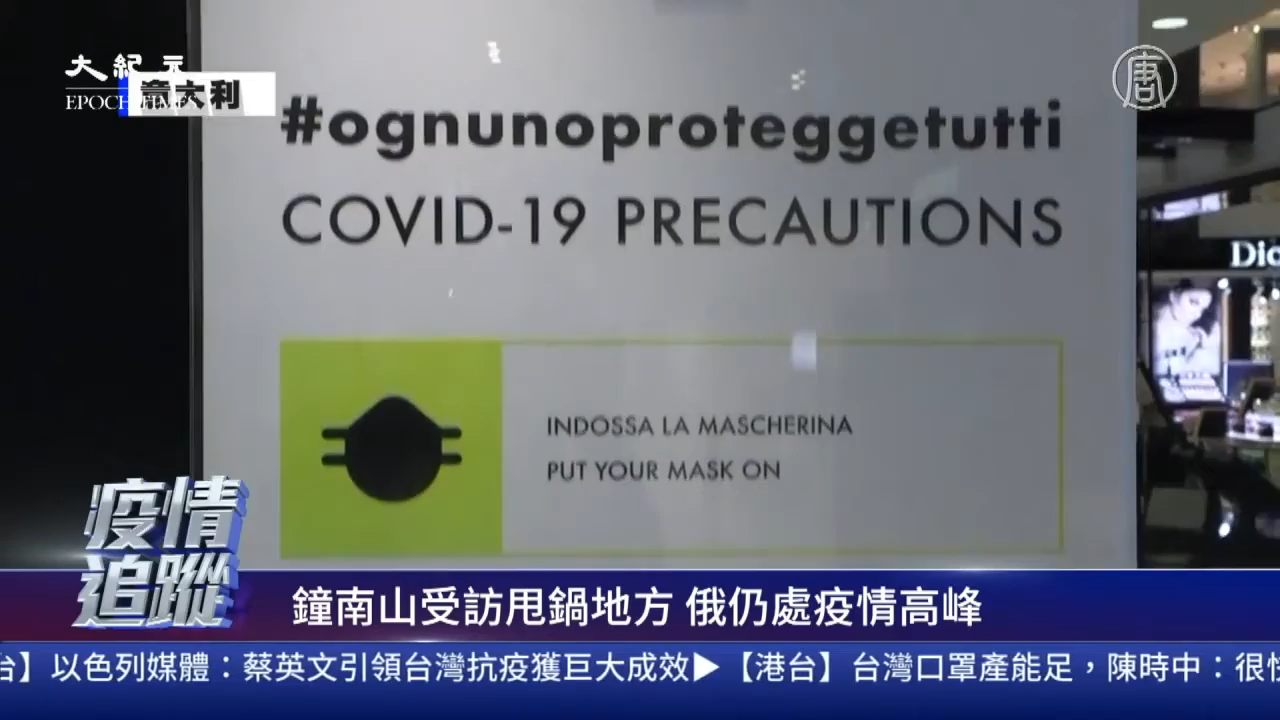 大紀元
EPOCH TIMES
意大利
唐
#ognunoproteggetutti
COVID-19 PRECAUTIONS
INDOSSA LA MASCHERINA
PUT YOUR MASK ON
疫情
追蹤
鐘南山受訪甩鍋地方 俄仍處疫情高峰
台】以色列媒體：蔡英文引領台灣抗疫獲巨大成效▶【港台】台灣口罩產能足，陳時中：很快